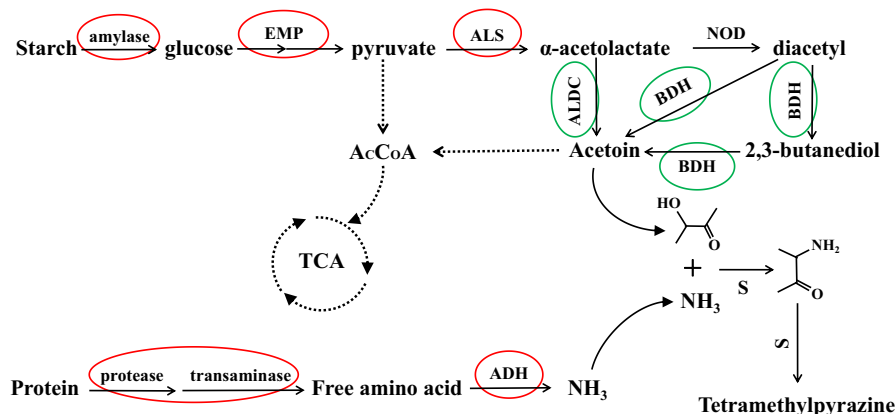 amylase EMP ALS NOD
Starch glucose pyruvate α-acetolactate diacetyl
ALDC BDH BDH
AcCoA Acetoin BDH 2,3-butanediol
HO
O
TCA + S NH2
NH3 O
S
protease transaminase ADH
Protein Free amino acid NH3
Tetramethylpyrazine